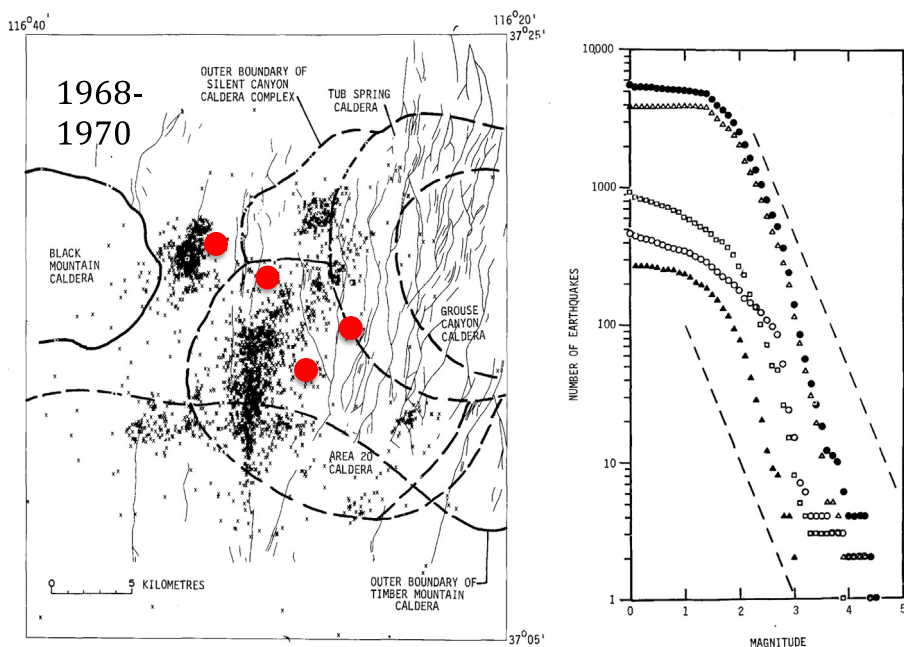 116° 40'
116° 20'
37° 25'
1968-
1970
OUTER BOUNDARY OF
SILENT CANYON
CALDERA COMPLEX
TUB SPRING
CALDERA
BLACK
MOUNTAIN
CALDERA
GROUSE
CANYON
CALDERA
AREA 20
CALDERA
0 5 KILOMETRES
OUTER BOUNDARY OF
TIMBER MOUNTAIN
CALDERA
37° 05'
10,000
1000
100
10
1
NUMBER OF EARTHQUAKES
0 1 2 3 4 5
MAGNITUDE